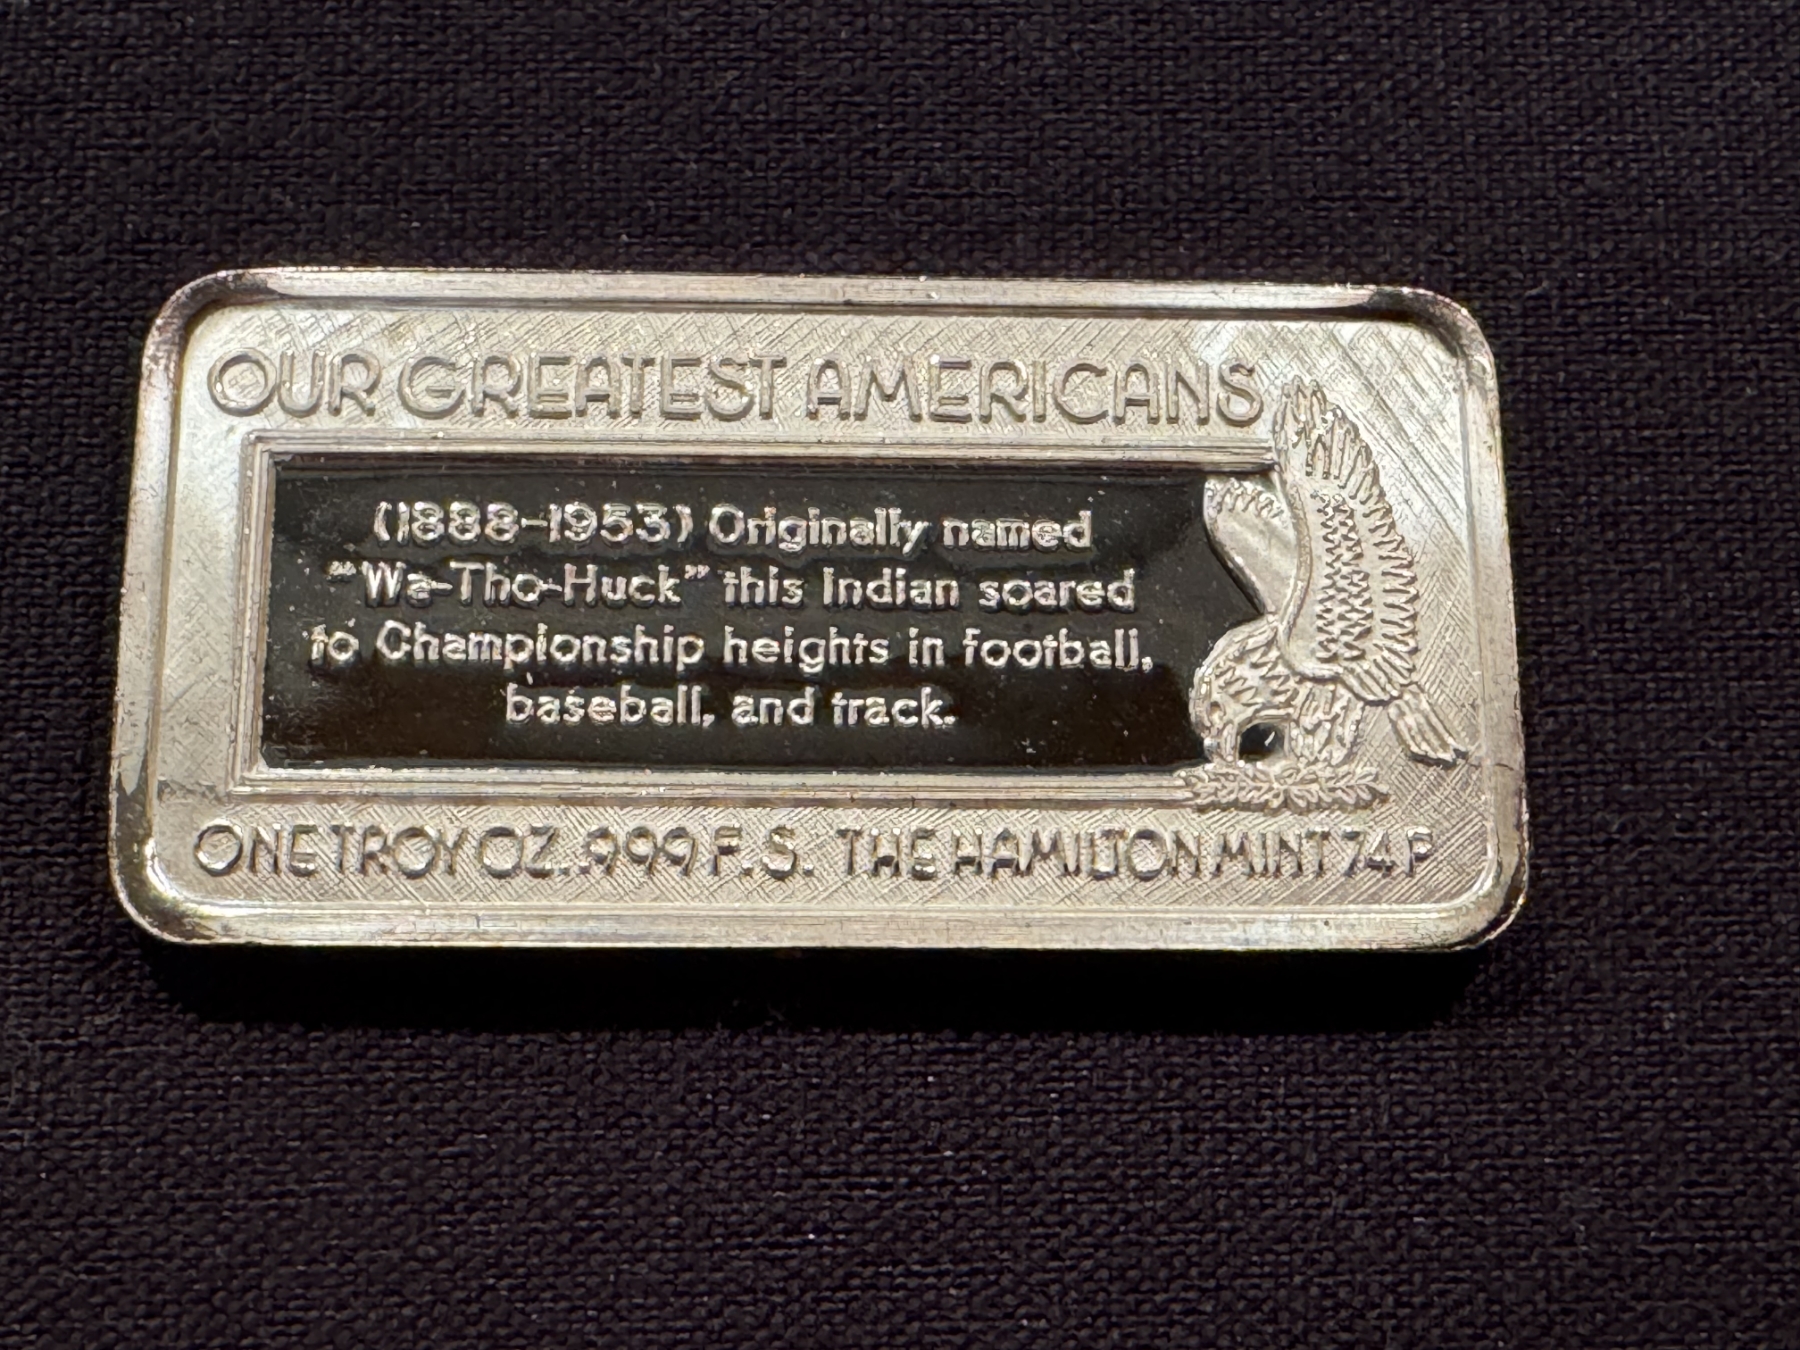 OUR GREATEST AMERICANS
(1888-1953) Originally named
"Wa-Tho-Huck" this Indian soared
to Championship heights in football,
baseball, and track.
ONE TROY OZ. .999 F.S. THE HAMILTON MINT 74 P